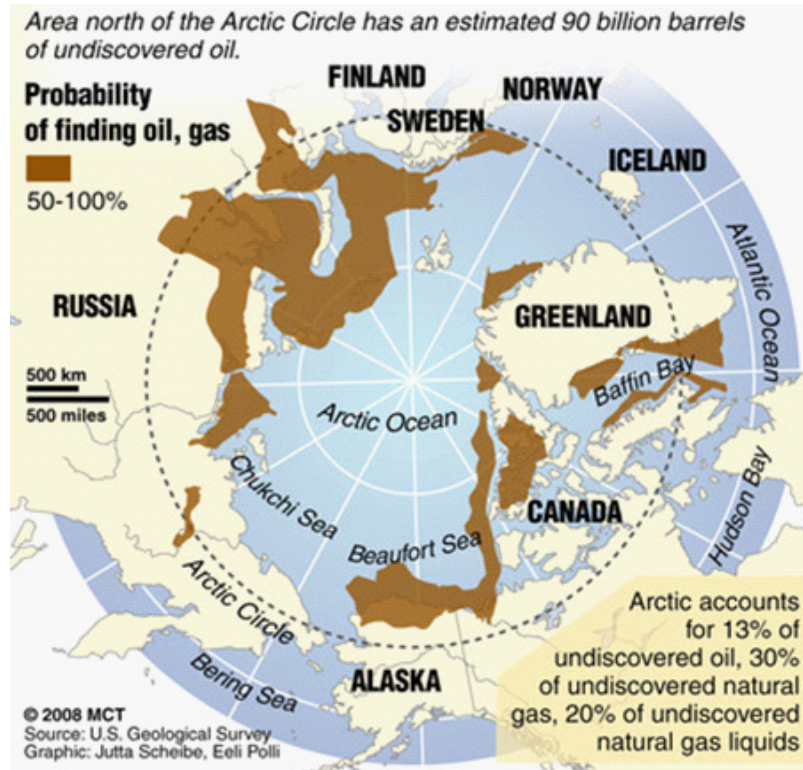 Area north of the Arctic Circle has an estimated 90 billion barrels
of undiscovered oil.
Probability
of finding oil, gas
50-100%
FINLAND
NORWAY
SWEDEN
ICELAND
Atlantic Ocean
RUSSIA
GREENLAND
500 km
500 miles
Baffin Bay
Arctic Ocean
Chukchi Sea
CANADA
Hudson Bay
Beaufort Sea
Arctic Circle
Bering Sea
ALASKA
Arctic accounts
for 13% of
undiscovered oil, 30%
of undiscovered natural
gas, 20% of undiscovered
natural gas liquids
© 2008 MCT
Source: U.S. Geological Survey
Graphic: Jutta Scheibe, Eeli Polli